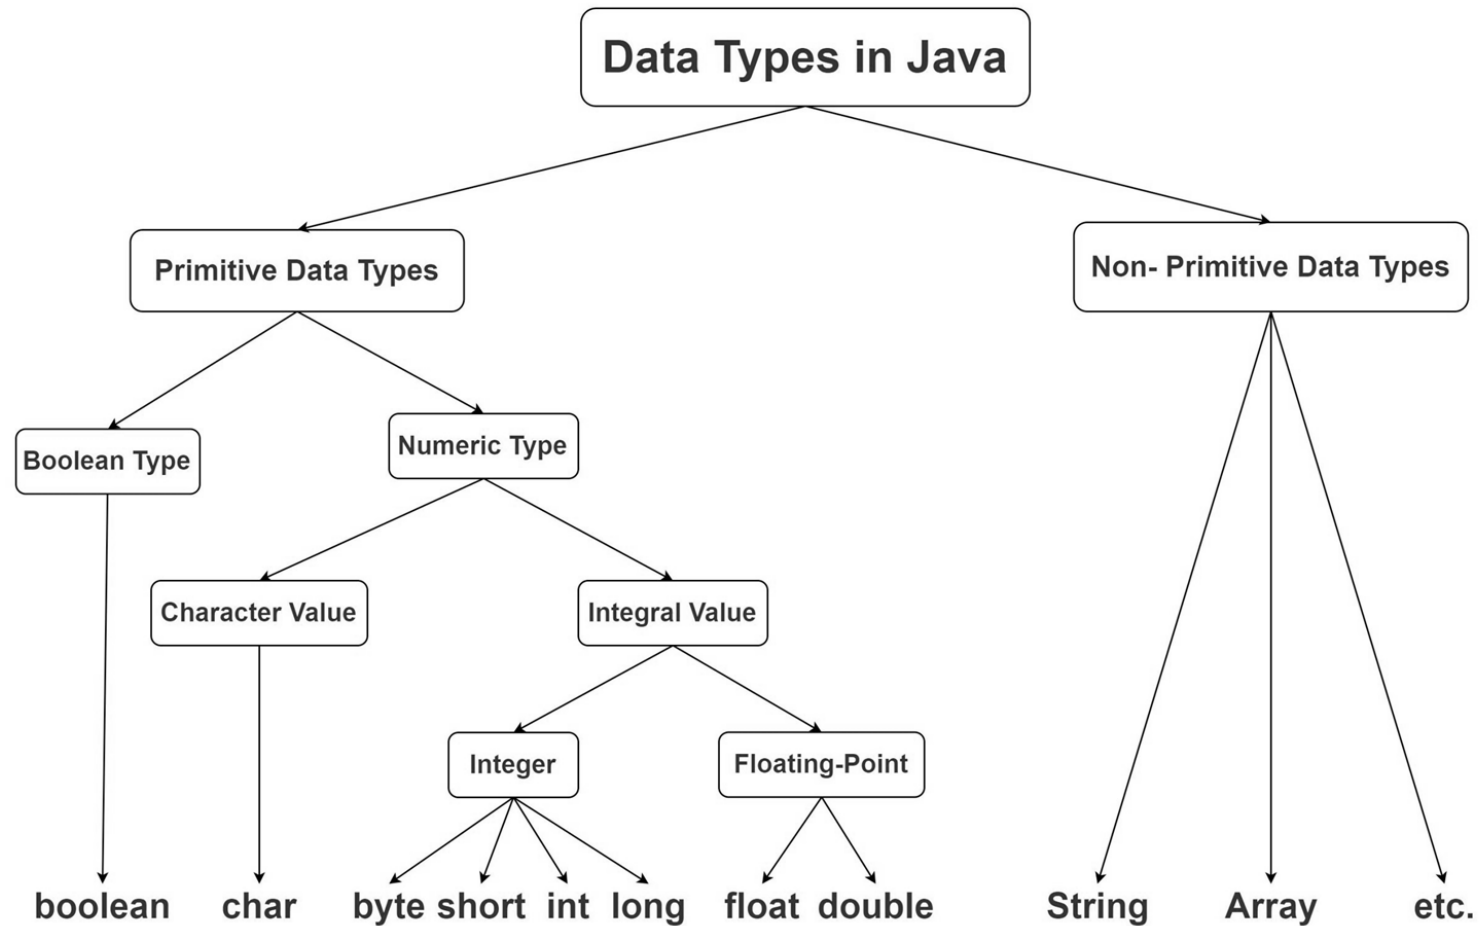 Data Types in Java
Primitive Data Types
Non- Primitive Data Types
Boolean Type
Numeric Type
Character Value
Integral Value
Integer
Floating-Point
boolean
char
byte
short
int
long
float
double
String
Array
etc.